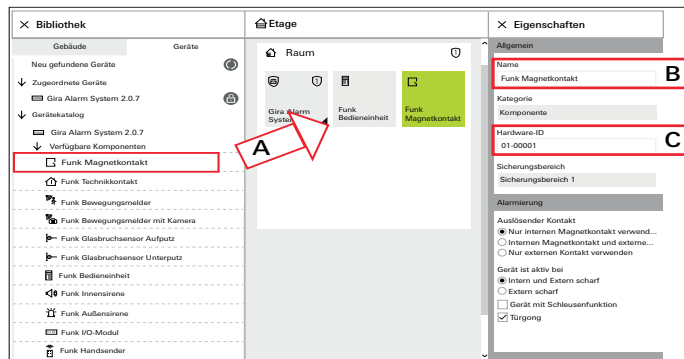 Bibliothek
Gebäude Geräte
Neu gefundene Geräte
Zugeordnete Geräte
Gira Alarm System 2.0.7
Gerätekatalog
Gira Alarm System 2.0.7
Verfügbare Komponenten
Funk Magnetkontakt
Funk Technikkontakt
Funk Bewegungsmelder
Funk Bewegungsmelder mit Kamera
Funk Glasbruchsensor Aufputz
Funk Glasbruchsensor Unterputz
Funk Bedieneinheit
Funk Innensirene
Funk Außensirene
Funk I/O-Modul
Funk Handsender
Etage
Raum
Gira Alarm
System
Funk
Bedieneinheit
Funk
Magnetkontakt
A
Eigenschaften
Allgemein
Name
Funk Magnetkontakt
B
Kategorie
Komponente
Hardware-ID
01-00001
C
Sicherungsbereich
Sicherungsbereich 1
Alarmierung
Auslösender Kontakt
Nur internen Magnetkontakt verwend...
Internen Magnetkontakt und externe...
Nur externen Kontakt verwenden
Gerät ist aktiv bei
Intern und Extern scharf
Extern scharf
Gerät mit Schleusenfunktion
Türgong